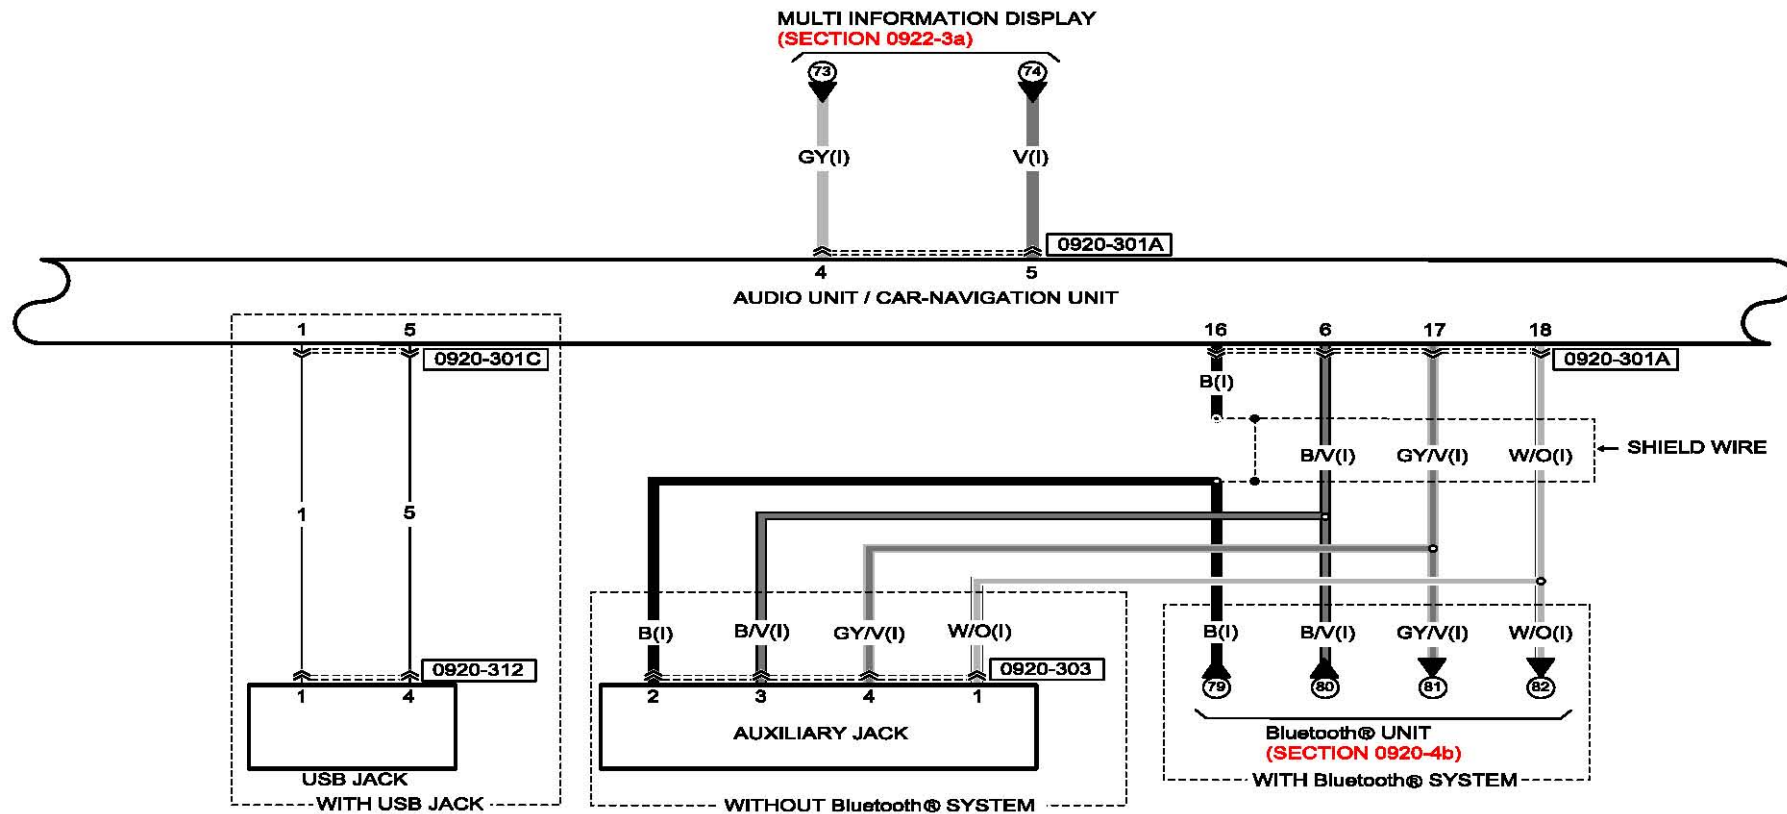 MULTI INFORMATION DISPLAY
(SECTION 0922-3a)
73 74
GY(I) V(I)
0920-301A
4 5
AUDIO UNIT / CAR-NAVIGATION UNIT
1 5 16 6 17 18
0920-301C 0920-301A
B(I)
SHIELD WIRE
B/V(I) GY/V(I) W/O(I)
1 5
B(I) B/V(I) GY/V(I) W/O(I) B(I) B/V(I) GY/V(I) W/O(I)
0920-312 0920-303
1 4 2 3 4 1 79 80 81 82
AUXILIARY JACK
Bluetooth® UNIT
(SECTION 0920-4b)
USB JACK
WITH Bluetooth® SYSTEM
WITH USB JACK
WITHOUT Bluetooth® SYSTEM